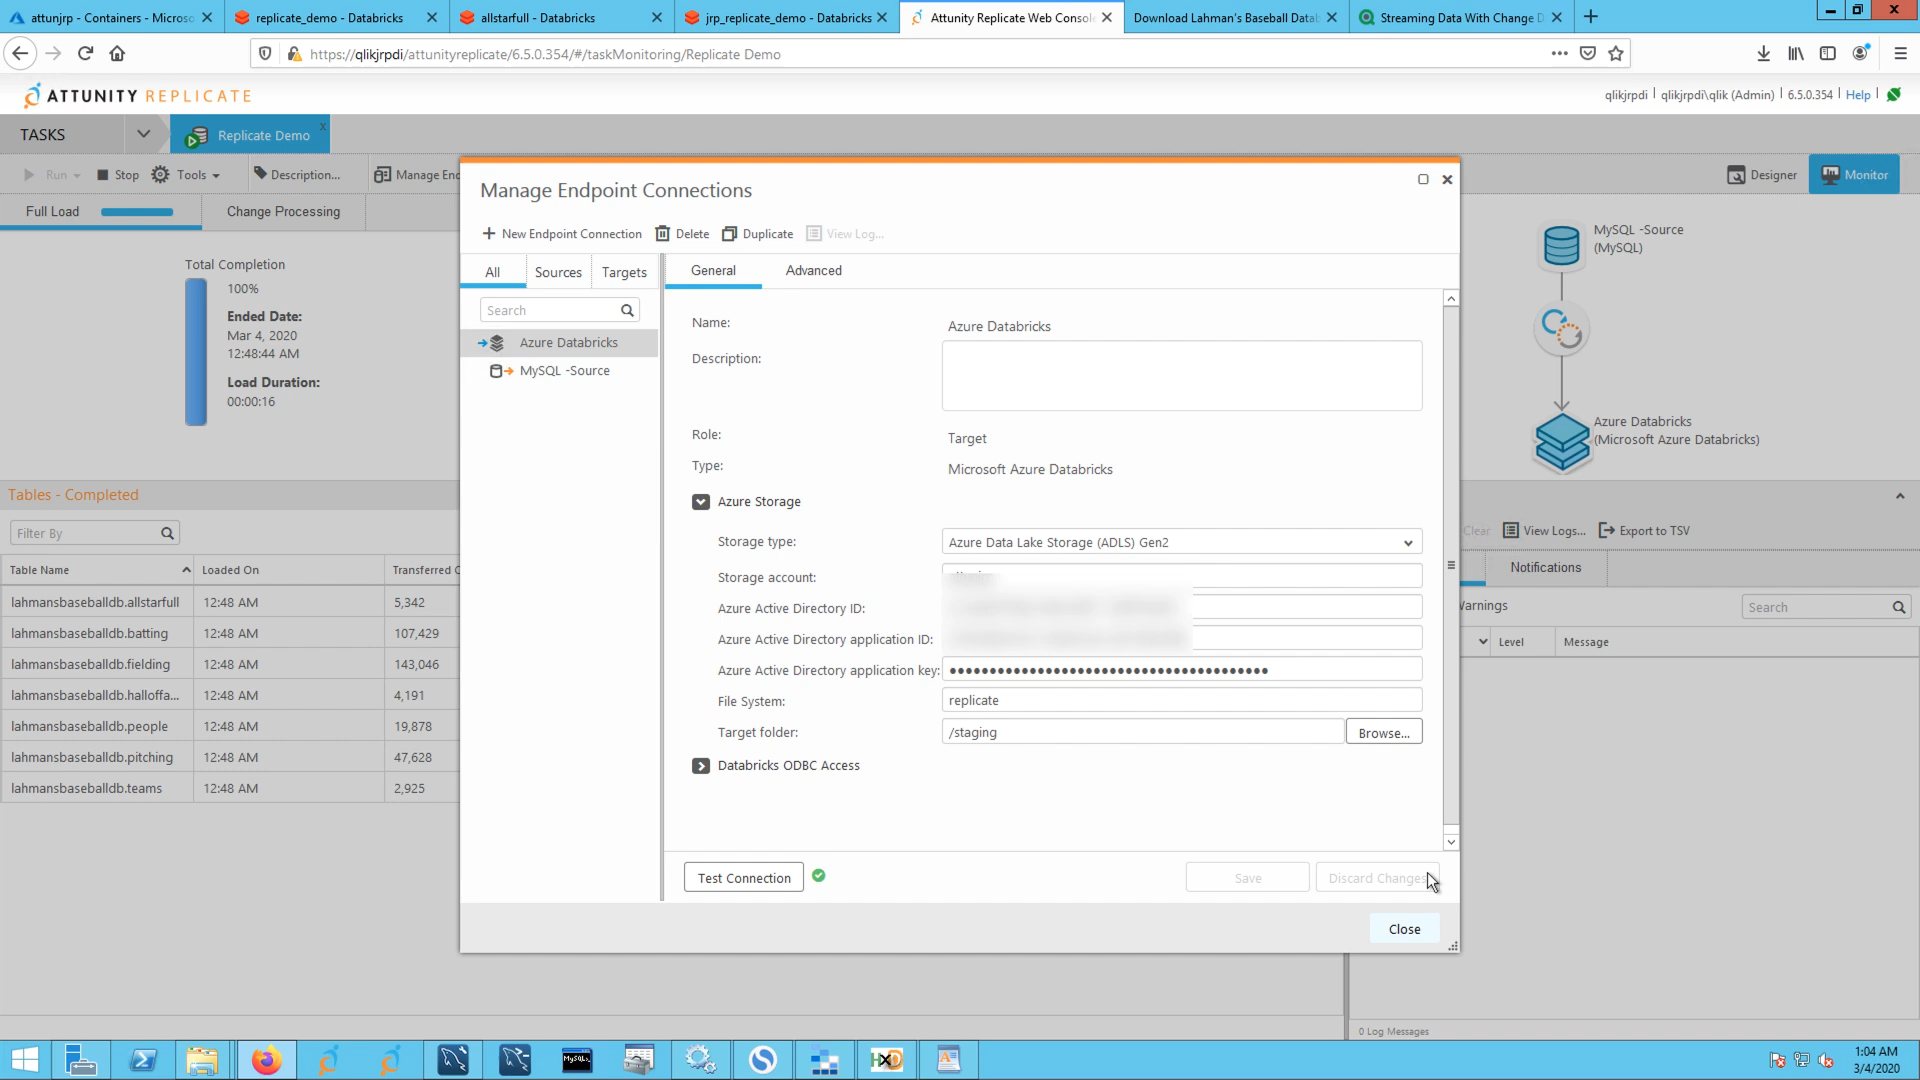 attunjrp - Containers - Microso
replicate_demo - Databricks
allstarfull - Databricks
jrp_replicate_demo - Databricks
Attunity Replicate Web Console
Download Lahman's Baseball Datab
Streaming Data With Change D
https://qlikjrpdi/attunityreplicate/6.5.0.354/#/taskMonitoring/Replicate Demo
ATTUNITY REPLICATE
qlikjrpdi | qlikjrpdi\qlik (Admin) | 6.5.0.354 | Help |
TASKS
Replicate Demo
Run
Stop
Tools
Description...
Manage En
Designer
Monitor
Full Load
Change Processing
Total Completion
100%
Ended Date:
Mar 4, 2020
12:48:44 AM
Load Duration:
00:00:16
Tables - Completed
Filter By
Table Name Loaded On Transferred C
lahmansbaseballdb.allstarfull 12:48 AM 5,342
lahmansbaseballdb.batting 12:48 AM 107,429
lahmansbaseballdb.fielding 12:48 AM 143,046
lahmansbaseballdb.halloffa... 12:48 AM 4,191
lahmansbaseballdb.people 12:48 AM 19,878
lahmansbaseballdb.pitching 12:48 AM 47,628
lahmansbaseballdb.teams 12:48 AM 2,925
Manage Endpoint Connections
New Endpoint Connection
Delete
Duplicate
View Log...
All
Sources
Targets
Search
Azure Databricks
MySQL -Source
General
Advanced
Name: Azure Databricks
Description:
Role: Target
Type: Microsoft Azure Databricks
Azure Storage
Storage type: Azure Data Lake Storage (ADLS) Gen2
Storage account:
Azure Active Directory ID:
Azure Active Directory application ID:
Azure Active Directory application key:
File System: replicate
Target folder: /staging
Browse...
Databricks ODBC Access
Test Connection
Save
Discard Changes
Close
MySQL -Source
(MySQL)
Azure Databricks
(Microsoft Azure Databricks)
Clear
View Logs...
Export to TSV
Notifications
Warnings
Search
Level
Message
0 Log Messages
MySQL
1:04 AM
3/4/2020